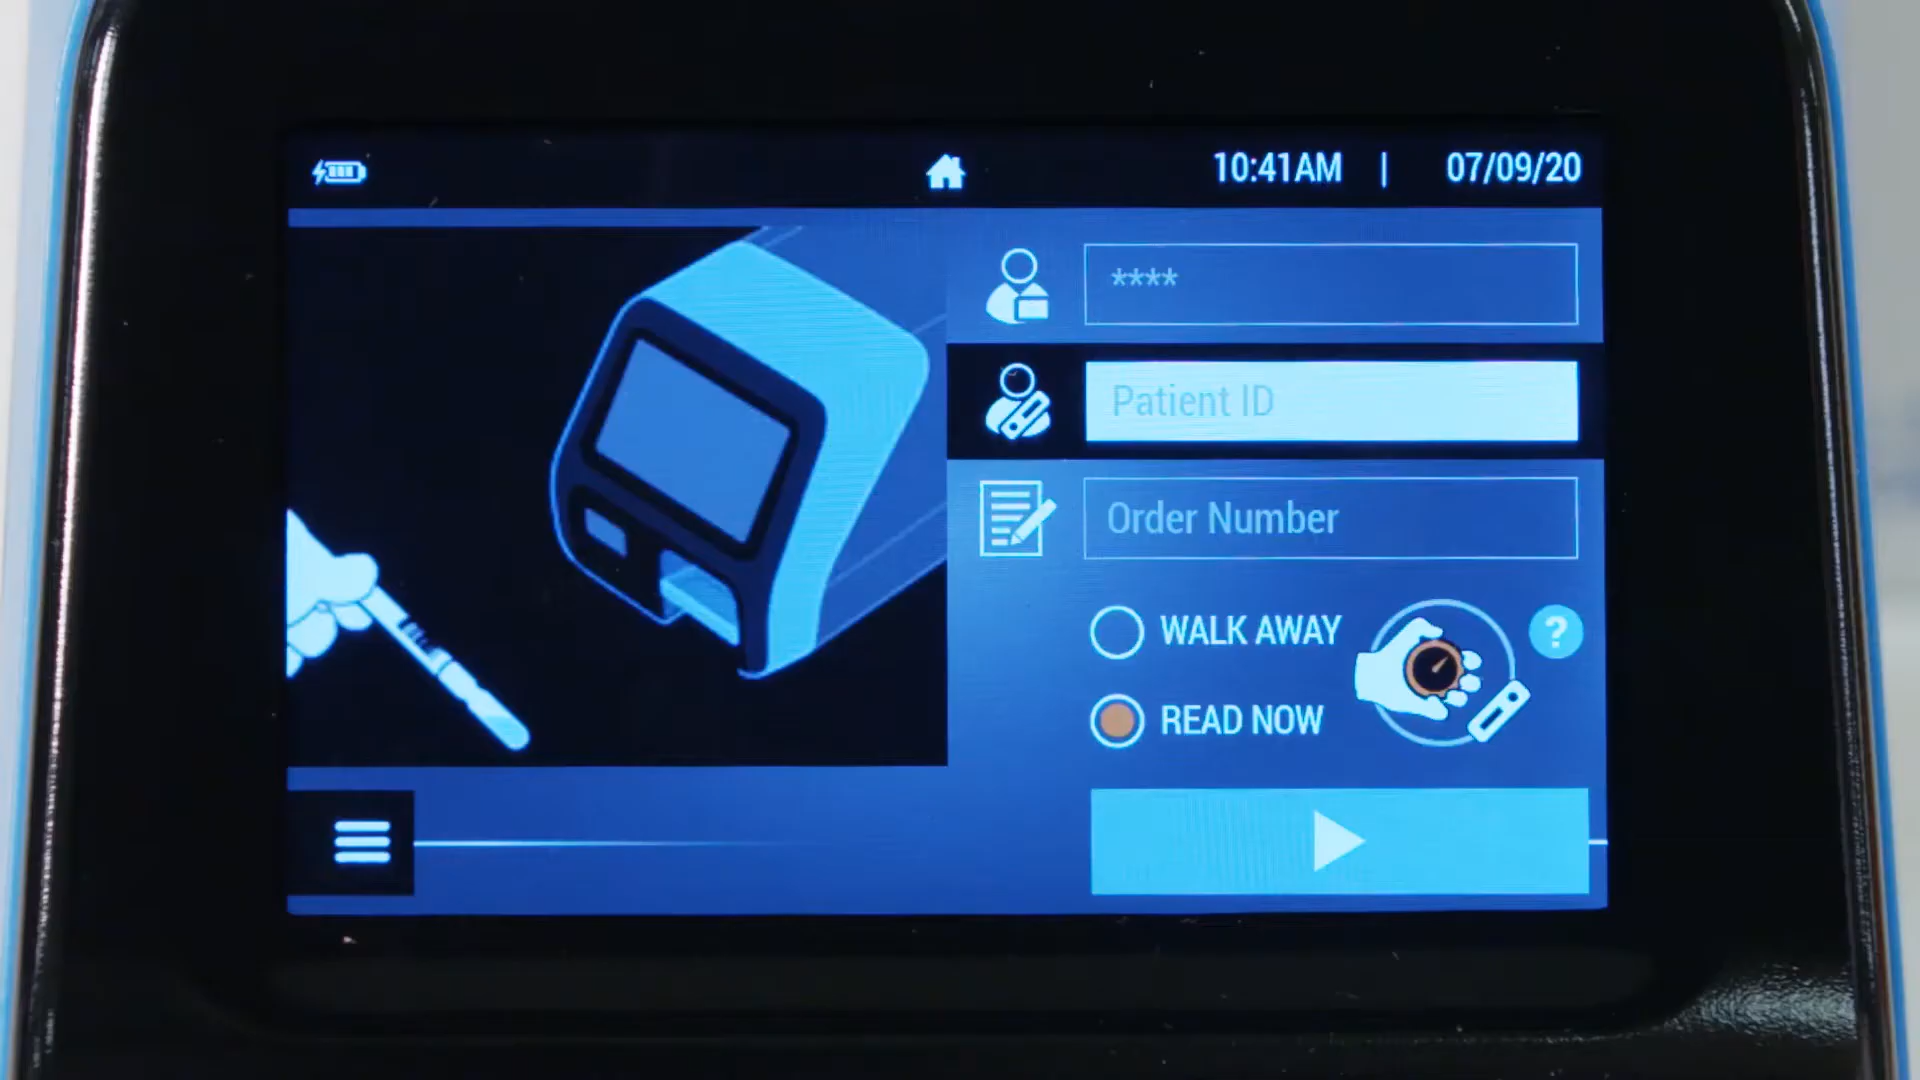 10:41AM | 07/09/20
****
Patient ID
Order Number
WALK AWAY
?
READ NOW